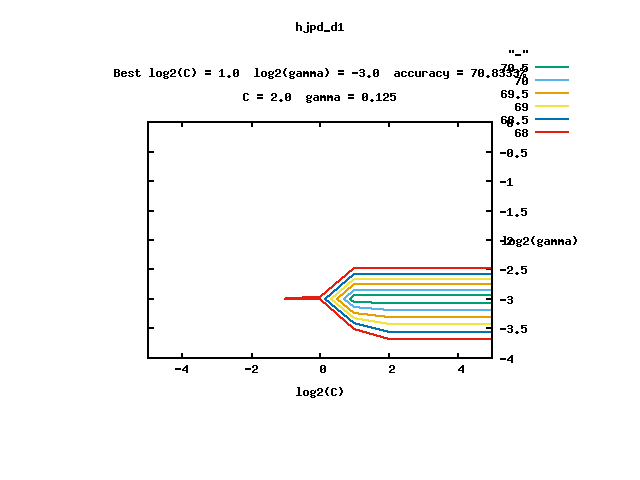 hjpd_d1
"-"
Best log2(C) = 1.0  log2(gamma) = -3.0  accuracy = 70.8333%
C = 2.0  gamma = 0.125
70.5
70
69.5
69
68.5
68
0
-0.5
-1
-1.5
-2
log2(gamma)
-2.5
-3
-3.5
-4
-4 -2 0 2 4
log2(C)